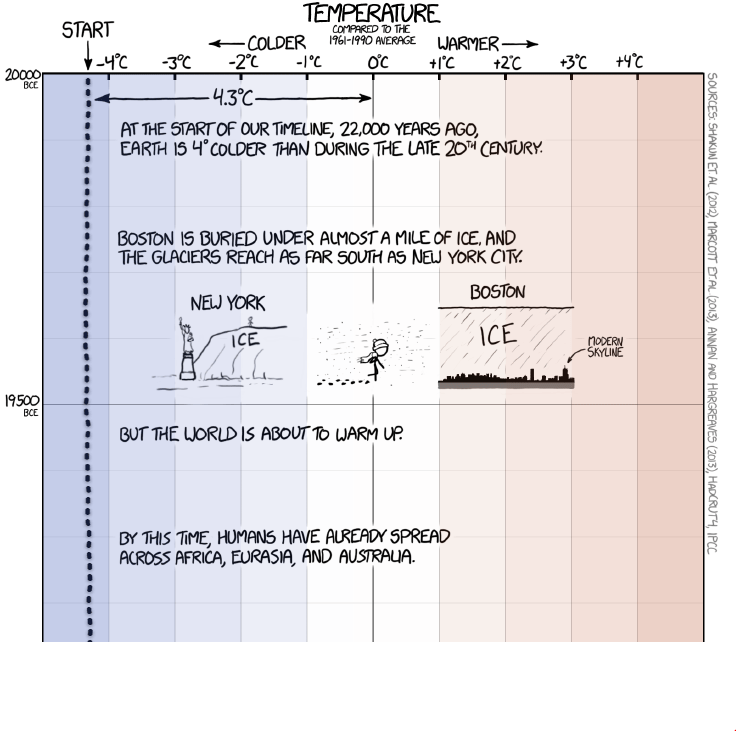 TEMPERATURE
COMPARED TO THE
1961-1990 AVERAGE
START
COLDER
WARMER
-4°C -3°C -2°C -1°C 0°C +1°C +2°C +3°C +4°C
20000
BCE
4.3°C
AT THE START OF OUR TIMELINE, 22,000 YEARS AGO,
EARTH IS 4° COLDER THAN DURING THE LATE 20TH CENTURY.
BOSTON IS BURIED UNDER ALMOST A MILE OF ICE, AND
THE GLACIERS REACH AS FAR SOUTH AS NEW YORK CITY.
NEW YORK
ICE
BOSTON
ICE
MODERN
SKYLINE
19500
BCE
BUT THE WORLD IS ABOUT TO WARM UP.
BY THIS TIME, HUMANS HAVE ALREADY SPREAD
ACROSS AFRICA, EURASIA, AND AUSTRALIA.
SOURCES: SHAKUN ET AL (2012), MARCOTT ET AL (2013), ANNAN AND HARGREAVES (2013), HADCRUT4, IPCC